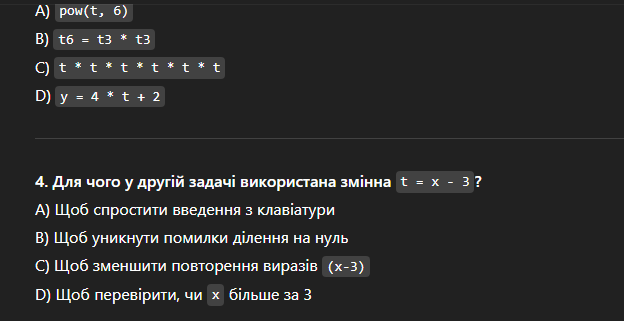 A) pow(t, 6)
B) t6 = t3 * t3
C) t * t * t * t * t * t
D) y = 4 * t + 2
4. Для чого у другій задачі використана змінна t = x - 3?
A) Щоб спростити введення з клавіатури
B) Щоб уникнути помилки ділення на нуль
C) Щоб зменшити повторення виразів (x-3)
D) Щоб перевірити, чи x більше за 3